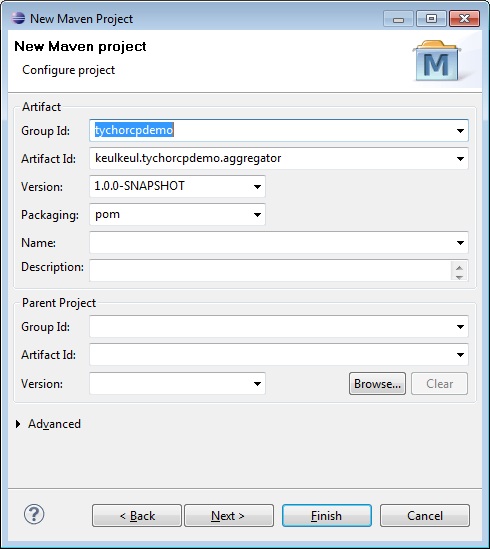 New Maven Project
New Maven project
Configure project
M
Artifact
Group Id: tychorcpdemo
Artifact Id: keulkeul.tychorcpdemo.aggregator
Version: 1.0.0-SNAPSHOT
Packaging: pom
Name:
Description:
Parent Project
Group Id:
Artifact Id:
Version: Browse... Clear
Advanced
? < Back Next > Finish Cancel